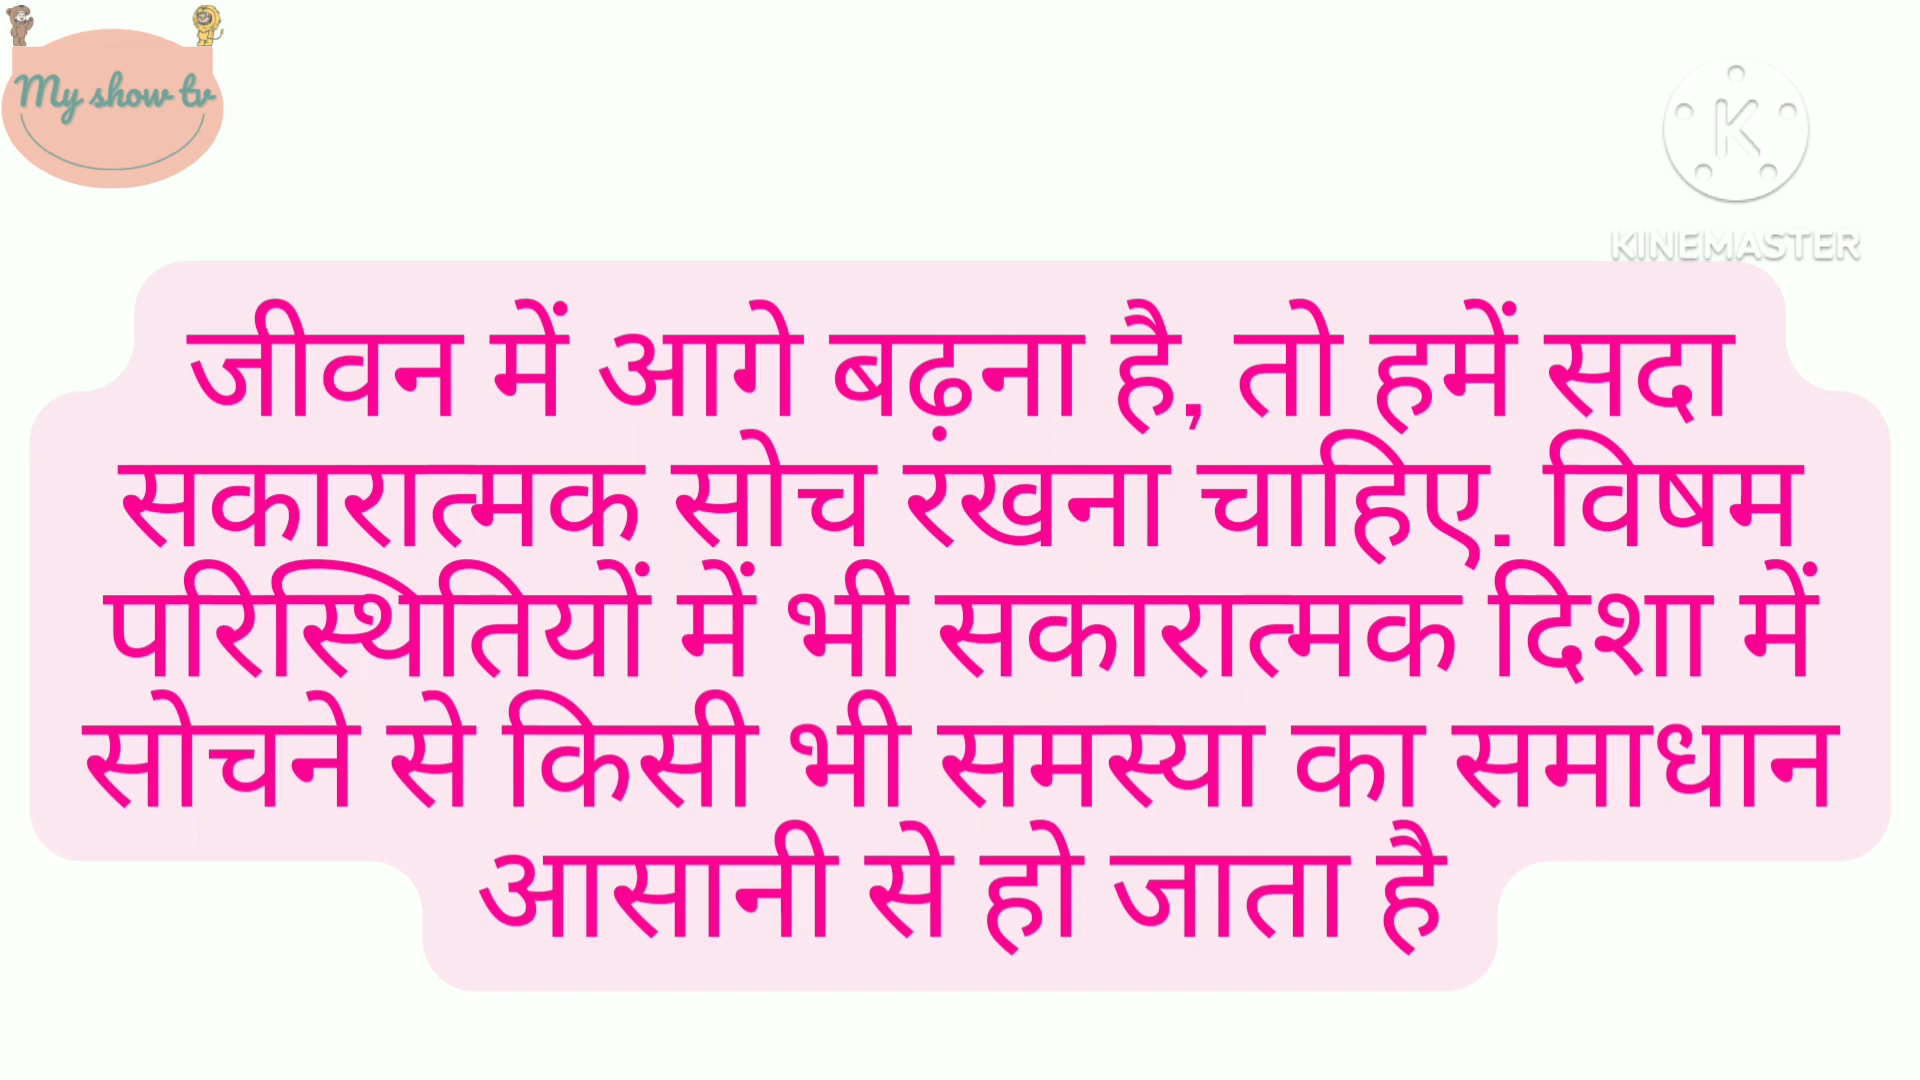 My show tv
KINEMASTER
जीवन में आगे बढ़ना है, तो हमें सदा
सकारात्मक सोच रंखना चाहिए. विषम
परिस्थितियों में भी सकारात्मक दिशा में
सोचने से किसी भी समस्या का समाधान
आसानी से हो जाता है